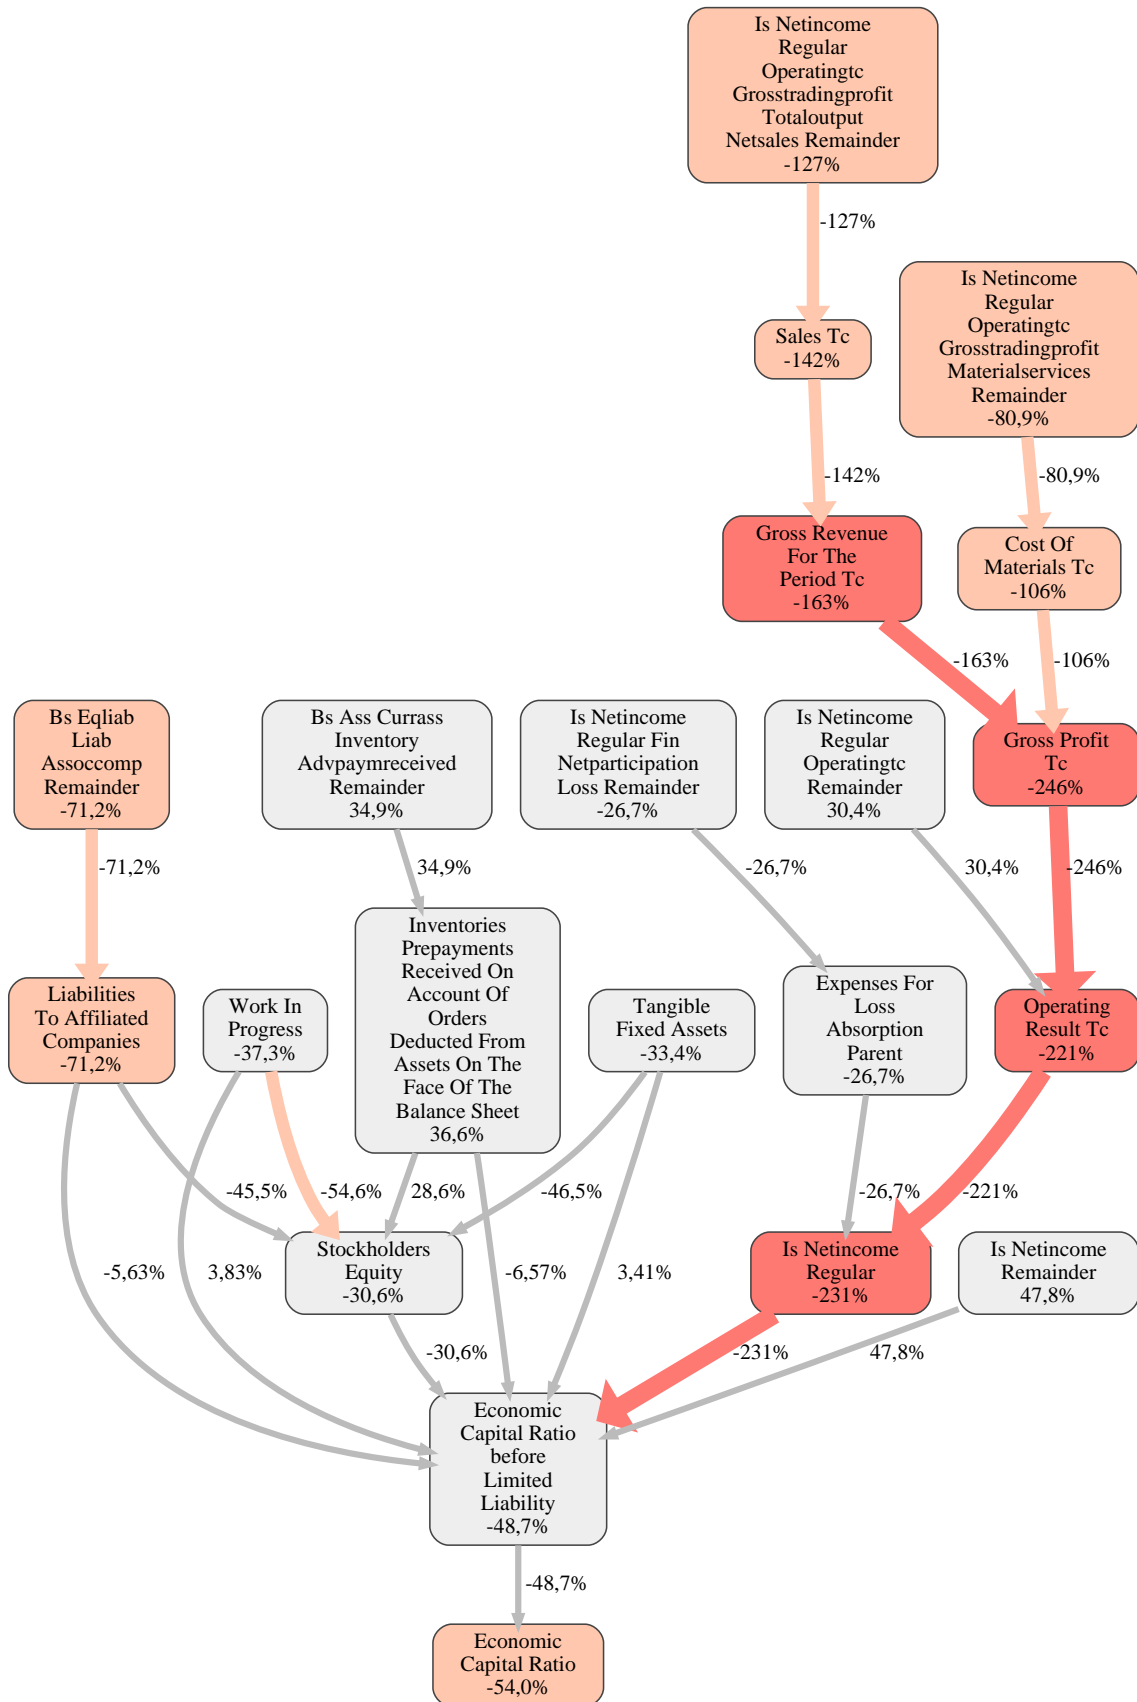 Is Netincome
Regular
Operatingtc
Grosstradingprofit
Totaloutput
Netsales Remainder
-127%
-127%
Is Netincome
Regular
Operatingtc
Grosstradingprofit
Materialservices
Remainder
-80,9%
Sales Tc
-142%
-142%
-80,9%
Gross Revenue
For The
Period Tc
-163%
Cost Of
Materials Tc
-106%
-163%
-106%
Bs Eqliab
Liab
Assoccomp
Remainder
-71,2%
Bs Ass Currass
Inventory
Advpaymreceived
Remainder
34,9%
Is Netincome
Regular Fin
Netparticipation
Loss Remainder
-26,7%
Is Netincome
Regular
Operatingtc
Remainder
30,4%
Gross Profit
Tc
-246%
-71,2%
34,9%
-26,7%
30,4%
-246%
Liabilities
To Affiliated
Companies
-71,2%
Work In
Progress
-37,3%
Inventories
Prepayments
Received On
Account Of
Orders
Deducted From
Assets On The
Face Of The
Balance Sheet
36,6%
Tangible
Fixed Assets
-33,4%
Expenses For
Loss
Absorption
Parent
-26,7%
Operating
Result Tc
-221%
-45,5%
-54,6%
28,6%
-46,5%
-26,7%
-221%
-5,63%
3,83%
Stockholders
Equity
-30,6%
-6,57%
3,41%
Is Netincome
Regular
-231%
Is Netincome
Remainder
47,8%
-30,6%
-231%
47,8%
Economic
Capital Ratio
before
Limited
Liability
-48,7%
-48,7%
Economic
Capital Ratio
-54,0%